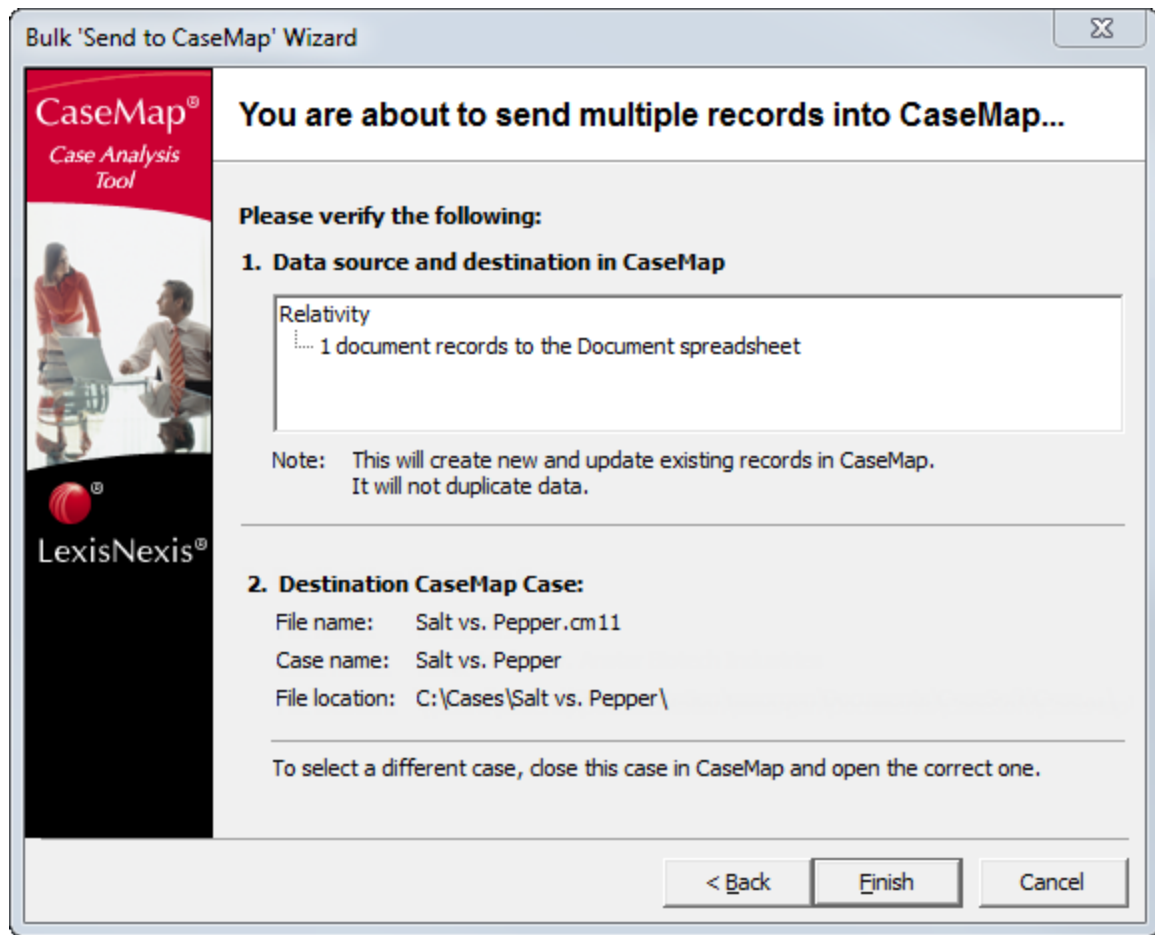 Bulk 'Send to CaseMap' Wizard
CaseMap®
Case Analysis
Tool
You are about to send multiple records into CaseMap...
Please verify the following:
1. Data source and destination in CaseMap
Relativity
1 document records to the Document spreadsheet
Note: This will create new and update existing records in CaseMap.
It will not duplicate data.
®
LexisNexis®
2. Destination CaseMap Case:
File name: Salt vs. Pepper.cm11
Case name: Salt vs. Pepper
File location: C:\Cases\Salt vs. Pepper\
To select a different case, close this case in CaseMap and open the correct one.
< Back Finish Cancel